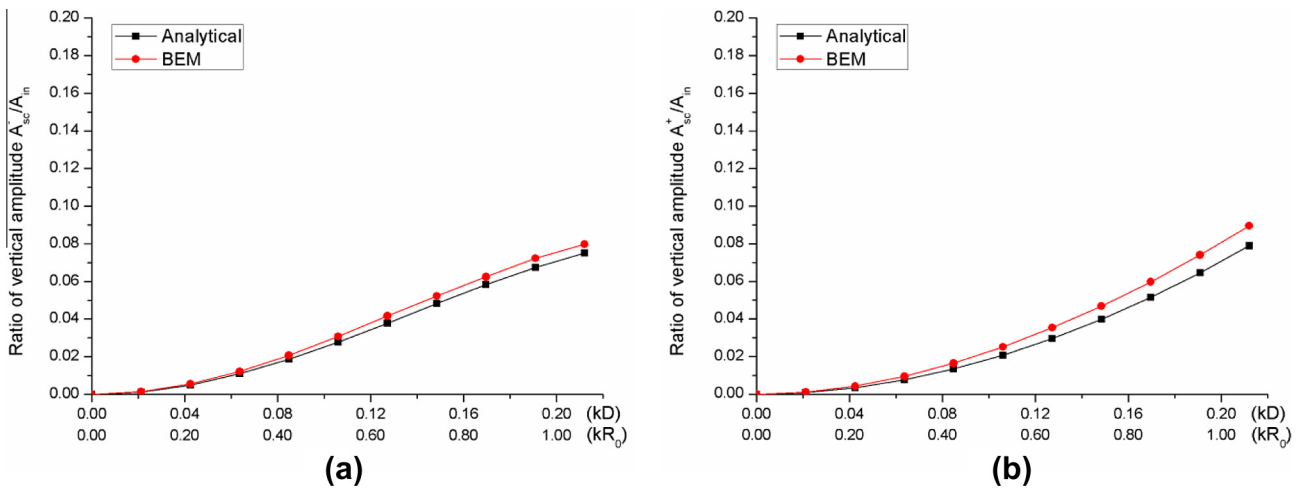 Analytical
BEM
Ratio of vertical amplitude A⁻sc/Ain
0.20
0.18
0.16
0.14
0.12
0.10
0.08
0.06
0.04
0.02
0.00
0.00 0.04 0.08 0.12 0.16 0.20 (kD)
0.00 0.20 0.40 0.60 0.80 1.00 (kR₀)
(a)
Analytical
BEM
Ratio of vertical amplitude A⁺sc/Ain
0.20
0.18
0.16
0.14
0.12
0.10
0.08
0.06
0.04
0.02
0.00
0.00 0.04 0.08 0.12 0.16 0.20 (kD)
0.00 0.20 0.40 0.60 0.80 1.00 (kR₀)
(b)